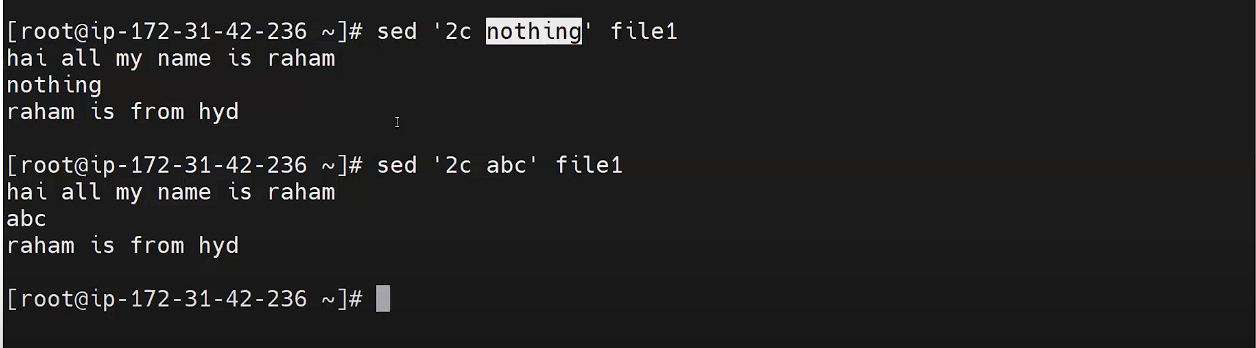 [root@ip-172-31-42-236 ~]# sed '2c nothing' file1
hai all my name is raham
nothing
raham is from hyd
[root@ip-172-31-42-236 ~]# sed '2c abc' file1
hai all my name is raham
abc
raham is from hyd
[root@ip-172-31-42-236 ~]#